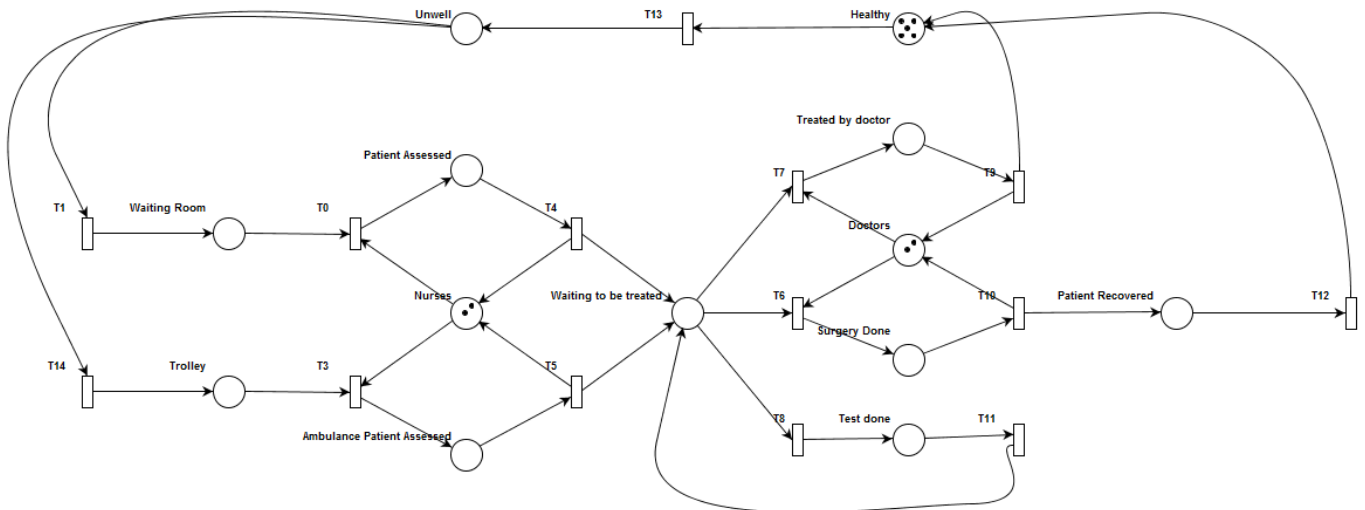 Unwell
T13
Healthy
Treated by doctor
Patient Assessed
T7
T9
T1
Waiting Room
T0
T4
Doctors
Nurses
Waiting to be treated
T6
T10
Patient Recovered
T12
Surgery Done
T14
Trolley
T3
T5
T8
Test done
T11
Ambulance Patient Assessed